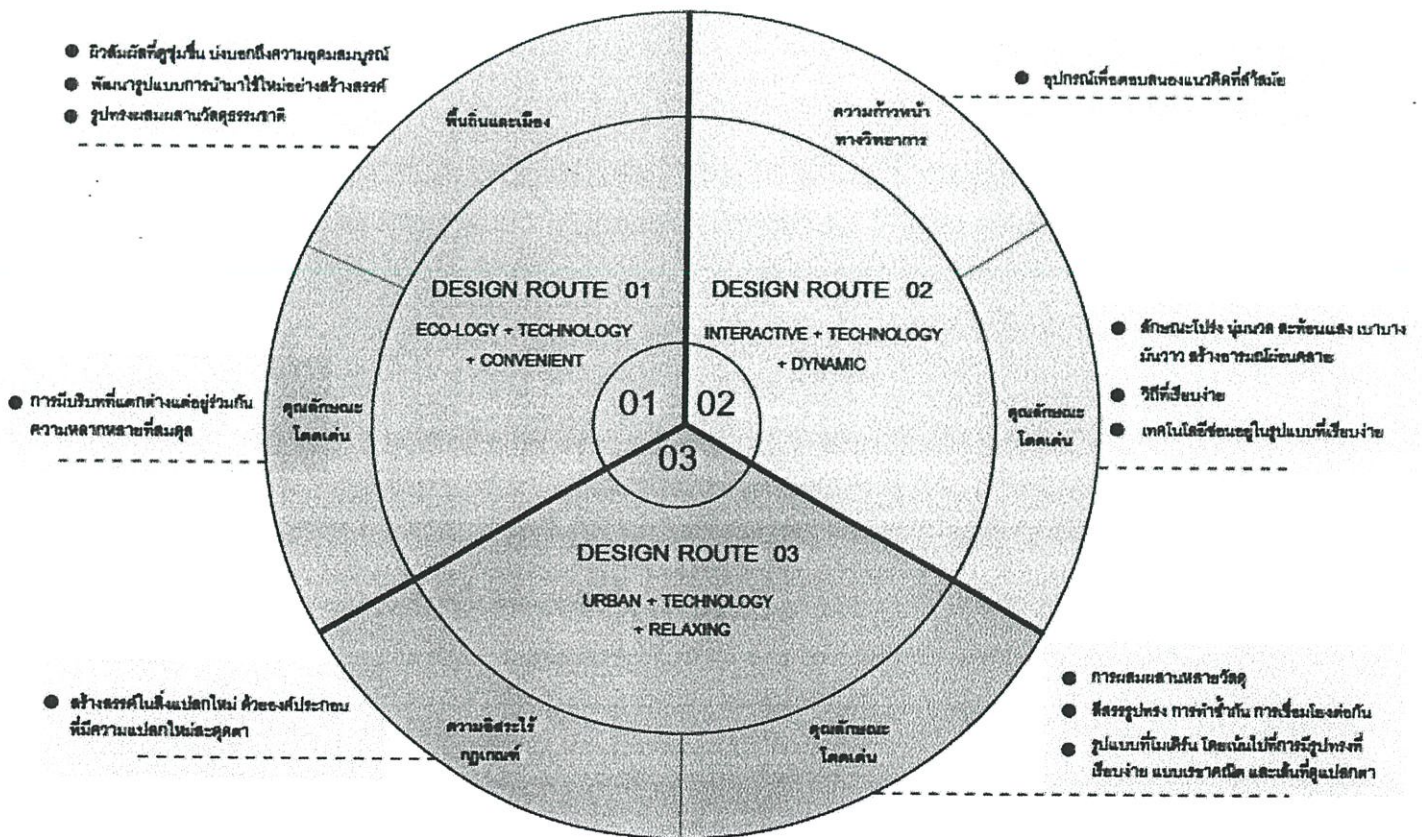 ผิวสัมผัสที่ดูชุ่มชื่น บ่งบอกถึงความอุดมสมบูรณ์
พัฒนารูปแบบการนำมาใช้ใหม่อย่างสร้างสรรค์
รูปทรงผสมผสานวัสดุธรรมชาติ
พื้นถิ่นและเมือง
ความก้าวหน้า
ทางวิทยาการ
อุปกรณ์เพื่อตอบสนองแนวคิดที่ล้ำสมัย
DESIGN ROUTE 01
ECO-LOGY + TECHNOLOGY
+ CONVENIENT
DESIGN ROUTE 02
INTERACTIVE + TECHNOLOGY
+ DYNAMIC
01
02
03
การมีบริบทที่แตกต่างแต่อยู่ร่วมกัน
ความหลากหลายที่สมดุล
คุณลักษณะ
โดดเด่น
คุณลักษณะ
โดดเด่น
ลักษณะโปร่ง นุ่มนวล สะท้อนแสง เบาบาง
มันวาว สร้างอารมณ์ผ่อนคลาย
วิถีที่เรียบง่าย
เทคโนโลยีซ่อนอยู่ในรูปแบบที่เรียบง่าย
DESIGN ROUTE 03
URBAN + TECHNOLOGY
+ RELAXING
สร้างสรรค์ในสิ่งแปลกใหม่ ด้วยองค์ประกอบ
ที่มีความแปลกใหม่สะดุดตา
ความอิสระไร้
กฎเกณฑ์
คุณลักษณะ
โดดเด่น
การผสมผสานหลายวัสดุ
สีสรรรูปทรง การทำซ้ำกัน การเชื่อมโยงต่อกัน
รูปแบบที่โมเดิร์น โดยเน้นไปที่การมีรูปทรงที่
เรียบง่าย แบบเรขาคณิต และเส้นที่ดูแปลกตา